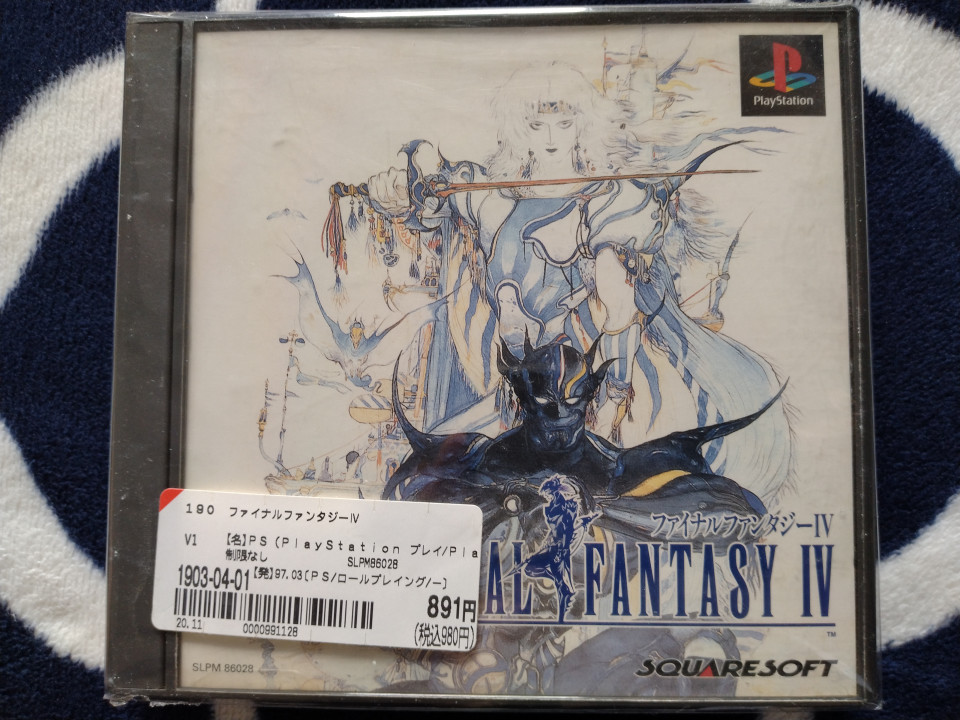 PlayStation
190 ファイナルファンタジーⅣ
V1 【名】PS(PlayStation プレイ/Pla
制限なし SLPM86028
1903-04-01 【発】97.03〔PS/ロールプレイング/-〕
891円
20.11 0000991128 (税込980円)
ファイナルファンタジーIV
AL FANTASY IV
TM
SLPM 86028
SQUARESOFT